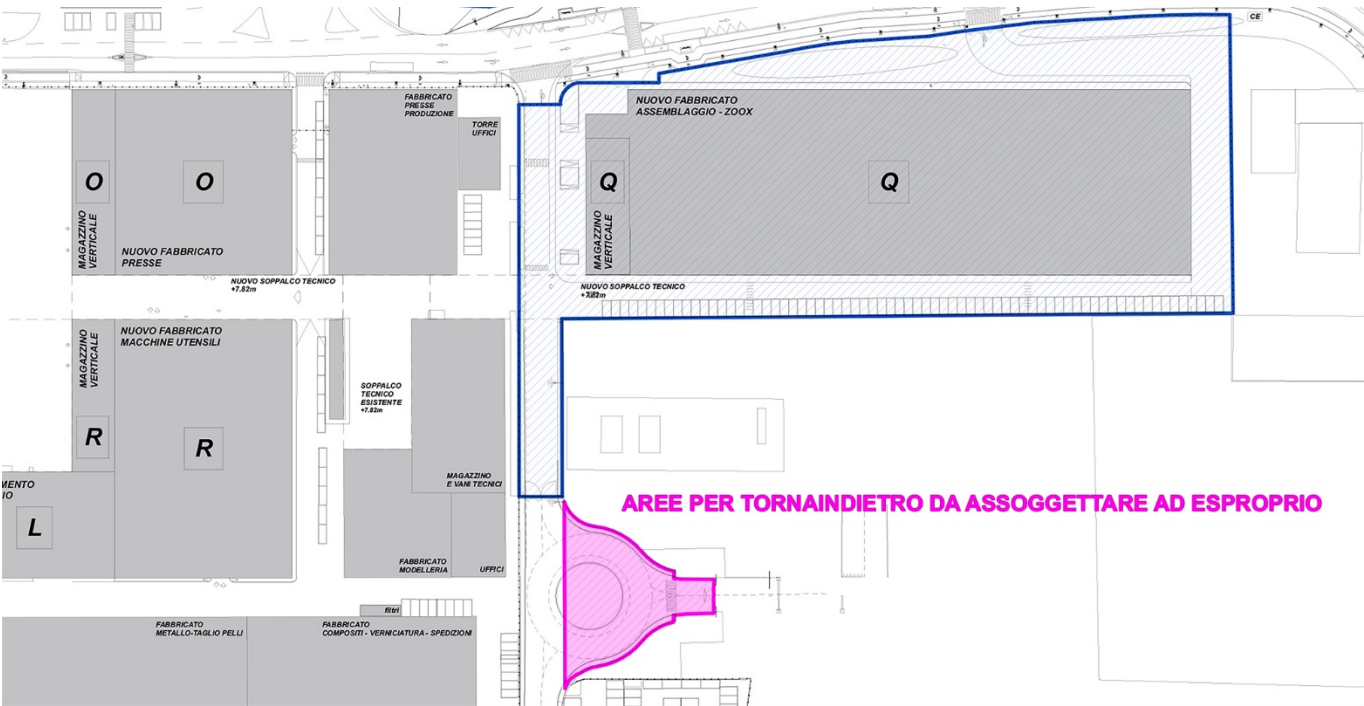 CE
FABBRICATO
PRESSE
PRODUZIONE
TORRE
UFFICI
NUOVO FABBRICATO
ASSEMBLAGGIO - ZOOX
O
O
Q
Q
MAGAZZINO
VERTICALE
NUOVO FABBRICATO
PRESSE
MAGAZZINO
VERTICALE
NUOVO SOPPALCO TECNICO
+7.82m
NUOVO SOPPALCO TECNICO
MAGAZZINO
VERTICALE
NUOVO FABBRICATO
MACCHINE UTENSILI
SOPPALCO
TECNICO
ESISTENTE
+7.82m
R
R
MAGAZZINO
E VANI TECNICI
MENTO
IO
L
AREE PER TORNAINDIETRO DA ASSOGGETTARE AD ESPROPRIO
FABBRICATO
MODELLERIA
UFFICI
filtri
FABBRICATO
METALLO-TAGLIO PELLI
FABBRICATO
COMPOSITI - VERNICIATURA - SPEDIZIONI